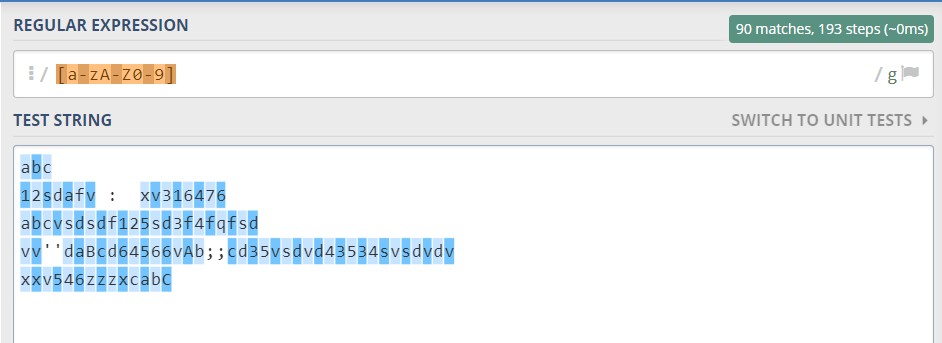 REGULAR EXPRESSION
90 matches, 193 steps (~0ms)
/ [a-zA-Z0-9] / g
TEST STRING
SWITCH TO UNIT TESTS
abc
12sdafv :  xv316476
abcvsdsdf125sd3f4fqfsd
vv''daBcd64566vAb;;cd35vsdvd43534svsdvdv
xxv546zzzxcabC